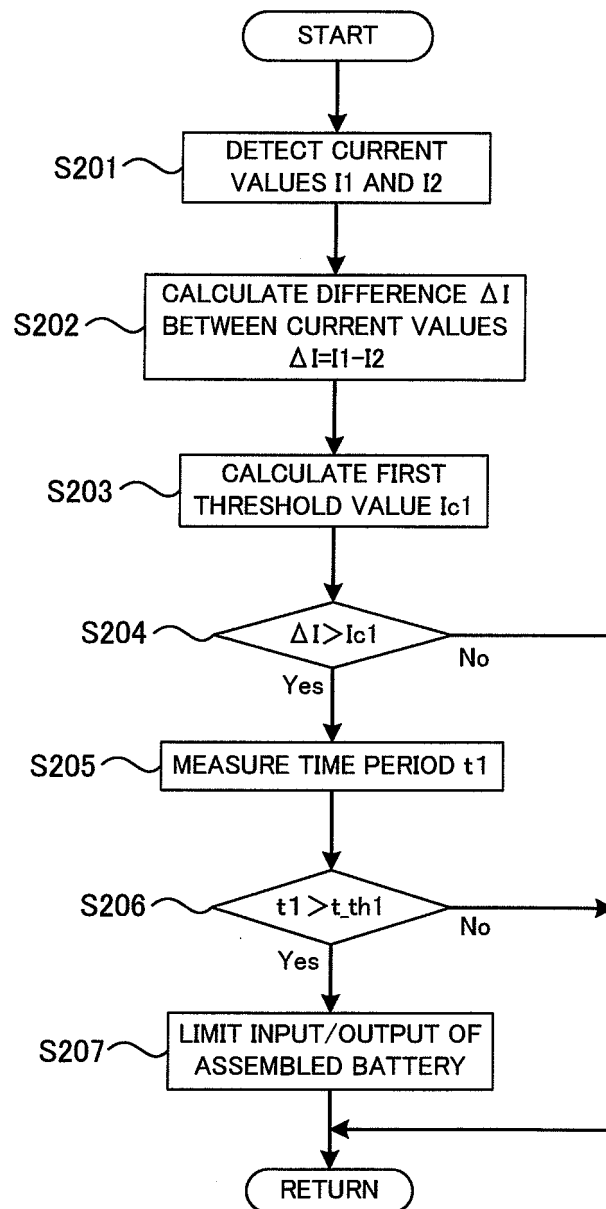 START
S201
DETECT CURRENT
VALUES I1 AND I2
S202
CALCULATE DIFFERENCE ΔI
BETWEEN CURRENT VALUES
ΔI=I1-I2
S203
CALCULATE FIRST
THRESHOLD VALUE Ic1
S204
ΔI>Ic1
No
Yes
S205
MEASURE TIME PERIOD t1
S206
t1>t_th1
No
Yes
S207
LIMIT INPUT/OUTPUT OF
ASSEMBLED BATTERY
RETURN